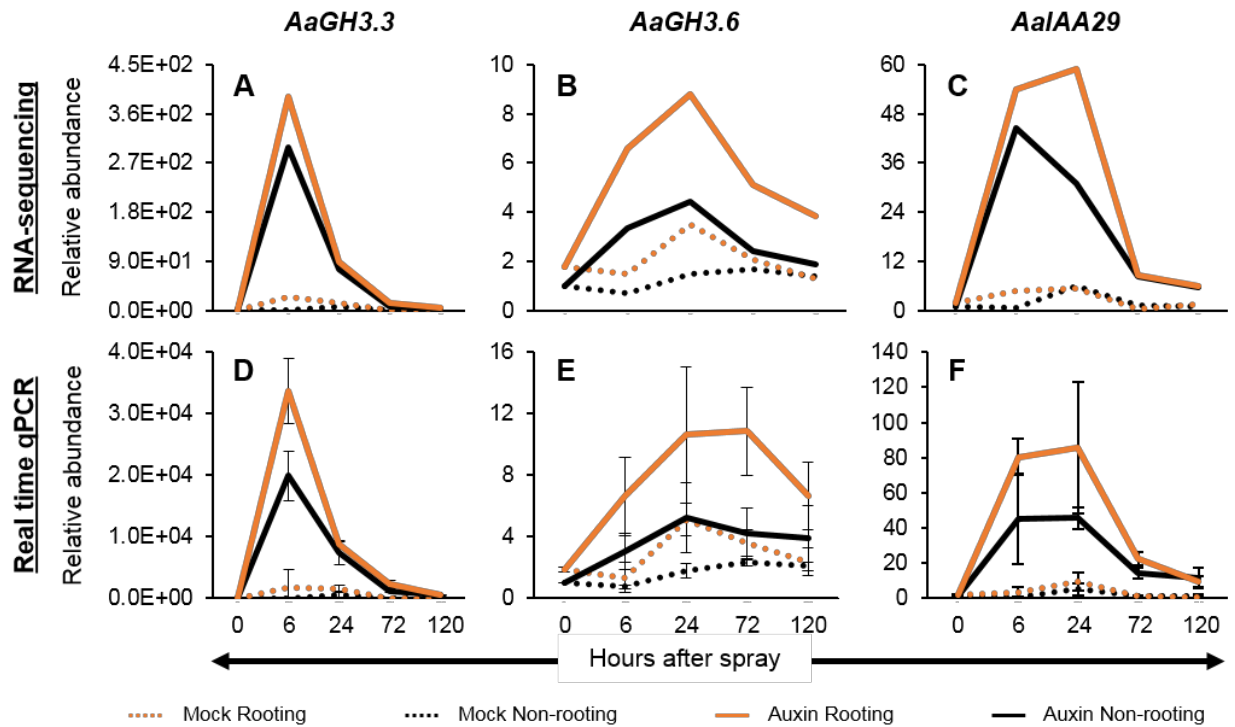 AaGH3.3 AaGH3.6 AaIAA29
RNA-sequencing
Relative abundance
A
4.5E+02
3.6E+02
2.7E+02
1.8E+02
9.0E+01
0.0E+00
B
10
8
6
4
2
0
C
60
48
36
24
12
0
Real time qPCR
Relative abundance
D
4.0E+04
3.0E+04
2.0E+04
1.0E+04
0.0E+00
0 6 24 72 120
E
16
12
8
4
0
0 6 24 72 120
F
140
120
100
80
60
40
20
0
0 6 24 72 120
Hours after spray
Mock Rooting Mock Non-rooting Auxin Rooting Auxin Non-rooting